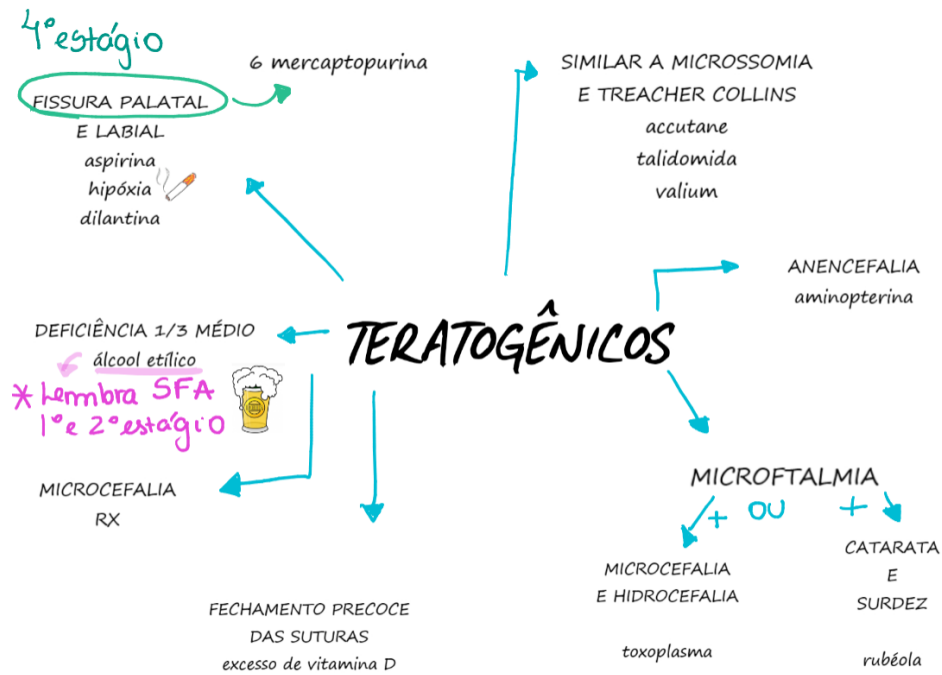 4º estágio
FISSURA PALATAL
E LABIAL
aspirina
hipóxia
dilantina
6 mercaptopurina
SIMILAR A MICROSSOMIA
E TREACHER COLLINS
accutane
talidomida
valium
ANENCEFALIA
aminopterina
TERATOGÊNICOS
DEFICIÊNCIA 1/3 MÉDIO
álcool etílico
* Lembra SFA
1º e 2º estágio
MICROCEFALIA
RX
FECHAMENTO PRECOCE
DAS SUTURAS
excesso de vitamina D
MICROFTALMIA
+ OU +
MICROCEFALIA
E HIDROCEFALIA
toxoplasma
CATARATA
E
SURDEZ
rubéola